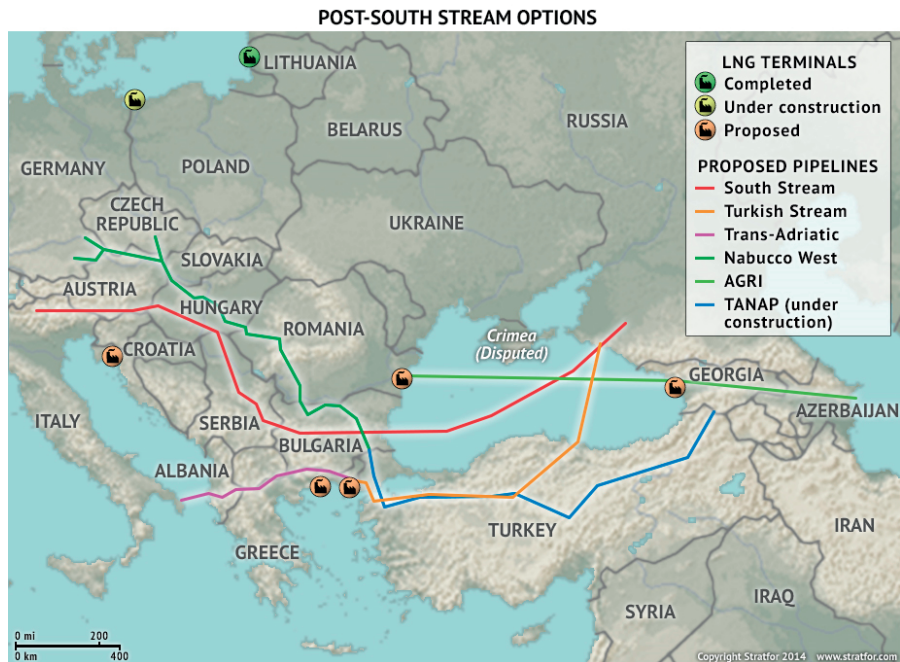 POST-SOUTH STREAM OPTIONS
LITHUANIA
LNG TERMINALS
Completed
Under construction
Proposed
PROPOSED PIPELINES
South Stream
Turkish Stream
Trans-Adriatic
Nabucco West
AGRI
TANAP (under
construction)
BELARUS
RUSSIA
GERMANY
POLAND
CZECH
REPUBLIC
UKRAINE
SLOVAKIA
AUSTRIA
HUNGARY
ROMANIA
Crimea
(Disputed)
CROATIA
GEORGIA
AZERBAIJAN
ITALY
SERBIA
BULGARIA
ALBANIA
TURKEY
IRAN
GREECE
SYRIA
IRAQ
0 mi 200
0 km 400
Copyright Stratfor 2014 www.stratfor.com